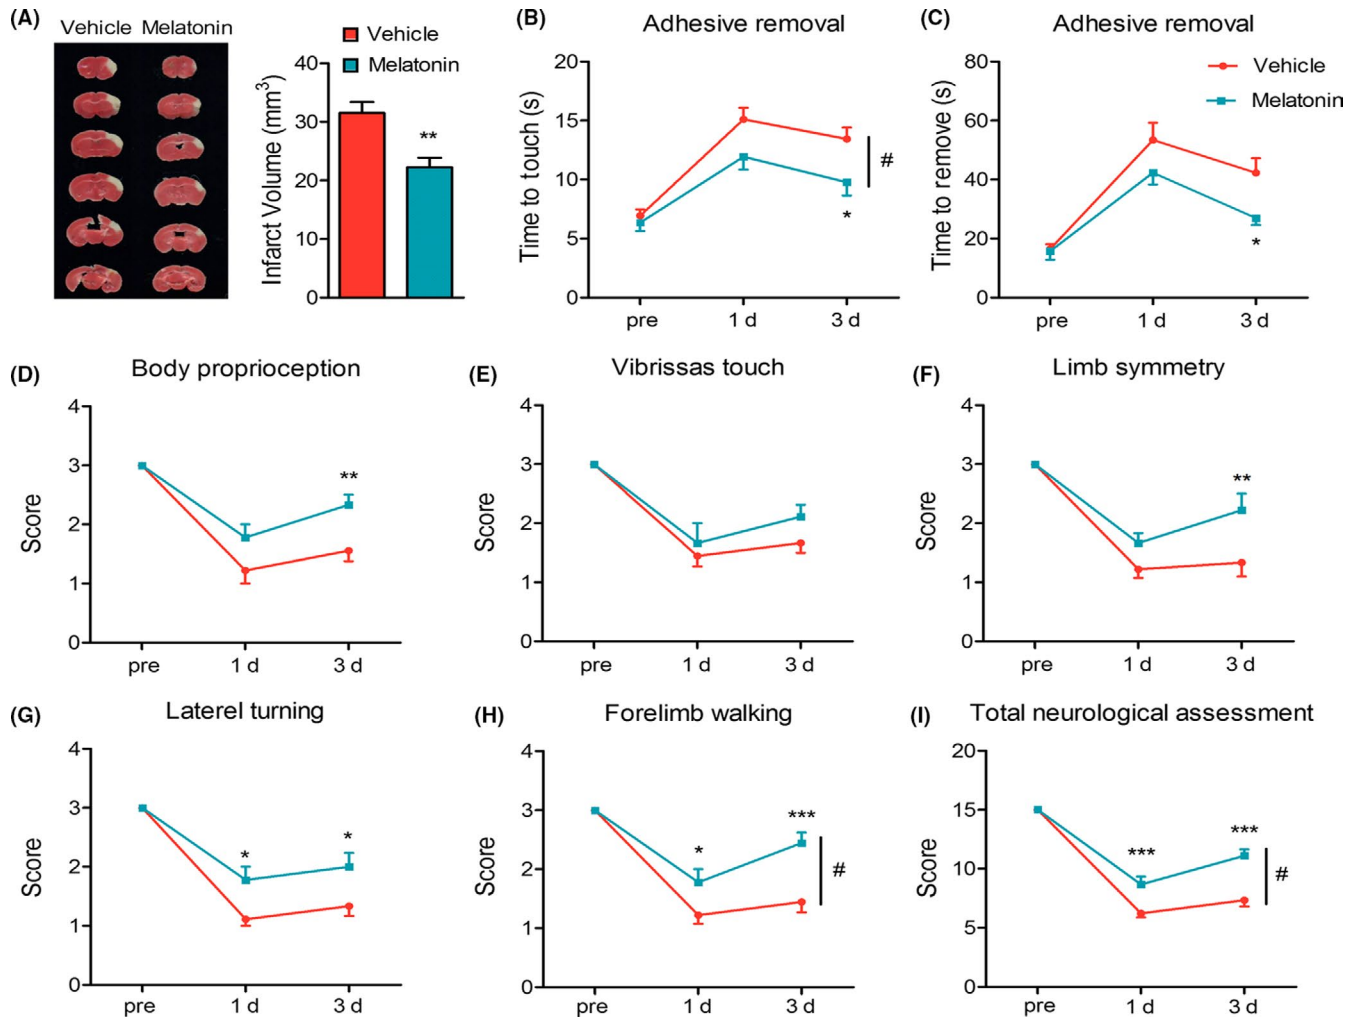 (A)
Vehicle Melatonin
Vehicle
Melatonin
Infarct Volume (mm3)
40
30
20
10
0
**
(B)
Adhesive removal
Time to touch (s)
20
15
10
5
0
#
*
pre 1 d 3 d
(C)
Adhesive removal
Vehicle
Melatonin
Time to remove (s)
80
60
40
20
0
*
pre 1 d 3 d
(D)
Body proprioception
Score
4
3
2
1
0
**
pre 1 d 3 d
(E)
Vibrissas touch
Score
4
3
2
1
0
pre 1 d 3 d
(F)
Limb symmetry
Score
4
3
2
1
0
**
pre 1 d 3 d
(G)
Laterel turning
Score
4
3
2
1
0
* *
pre 1 d 3 d
(H)
Forelimb walking
Score
4
3
2
1
0
* ***
#
pre 1 d 3 d
(I)
Total neurological assessment
Score
20
15
10
5
0
*** ***
#
pre 1 d 3 d